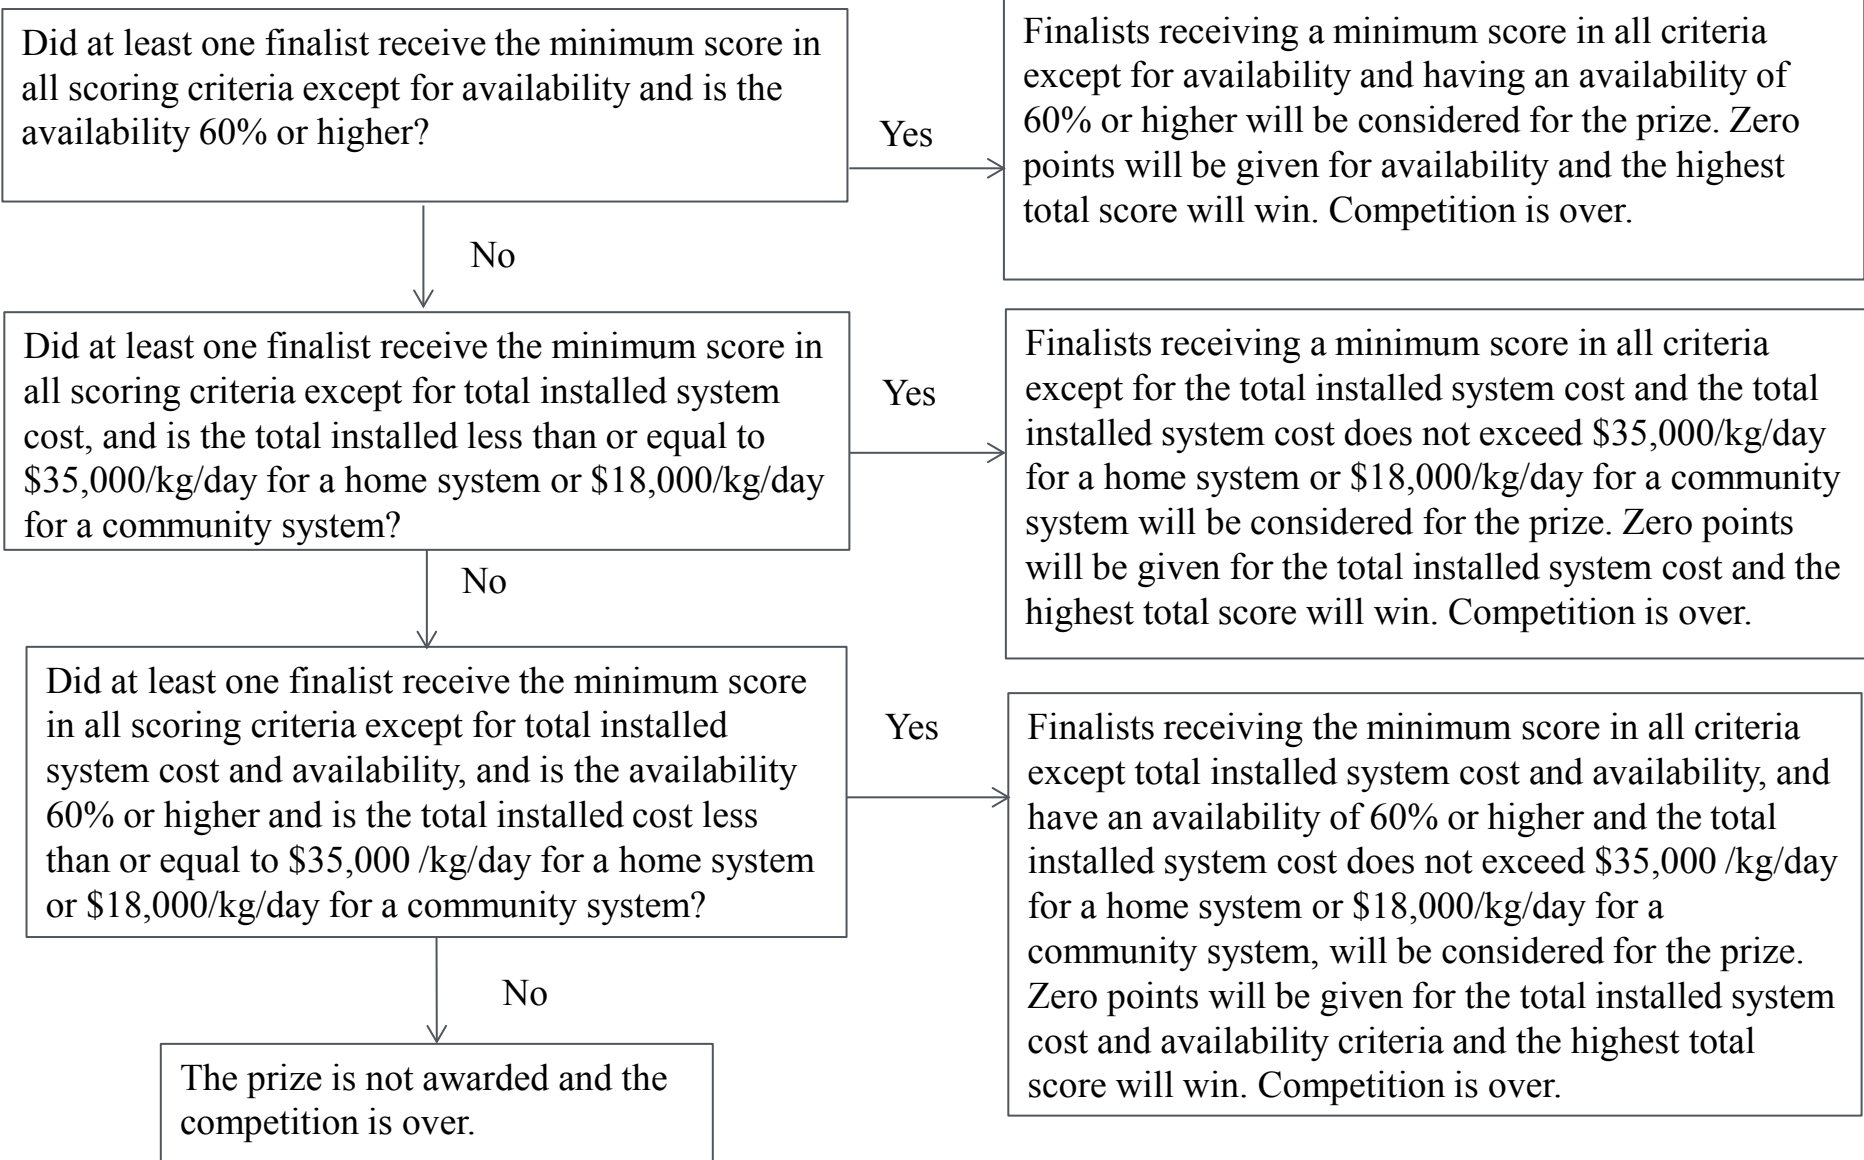 Did at least one finalist receive the minimum score in
all scoring criteria except for availability and is the
availability 60% or higher?
Yes
Finalists receiving a minimum score in all criteria
except for availability and having an availability of
60% or higher will be considered for the prize. Zero
points will be given for availability and the highest
total score will win. Competition is over.
No
Did at least one finalist receive the minimum score in
all scoring criteria except for total installed system
cost, and is the total installed less than or equal to
$35,000/kg/day for a home system or $18,000/kg/day
for a community system?
Yes
Finalists receiving a minimum score in all criteria
except for the total installed system cost and the total
installed system cost does not exceed $35,000/kg/day
for a home system or $18,000/kg/day for a community
system will be considered for the prize. Zero points
will be given for the total installed system cost and the
highest total score will win. Competition is over.
No
Did at least one finalist receive the minimum score
in all scoring criteria except for total installed
system cost and availability, and is the availability
60% or higher and is the total installed cost less
than or equal to $35,000 /kg/day for a home system
or $18,000/kg/day for a community system?
Yes
Finalists receiving the minimum score in all criteria
except total installed system cost and availability, and
have an availability of 60% or higher and the total
installed system cost does not exceed $35,000 /kg/day
for a home system or $18,000/kg/day for a
community system, will be considered for the prize.
Zero points will be given for the total installed system
cost and availability criteria and the highest total
score will win. Competition is over.
No
The prize is not awarded and the
competition is over.